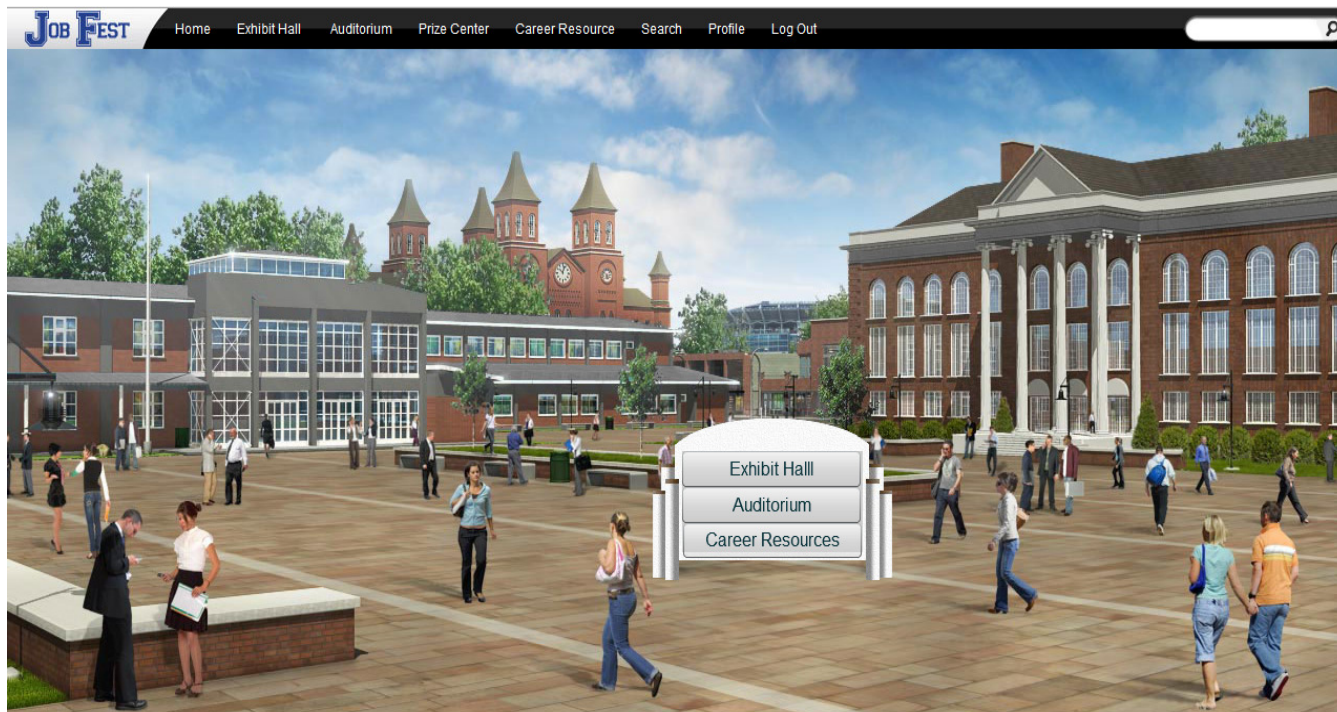 JOB FEST
Home Exhibit Hall Auditorium Prize Center Career Resource Search Profile Log Out
Exhibit Halll
Auditorium
Career Resources